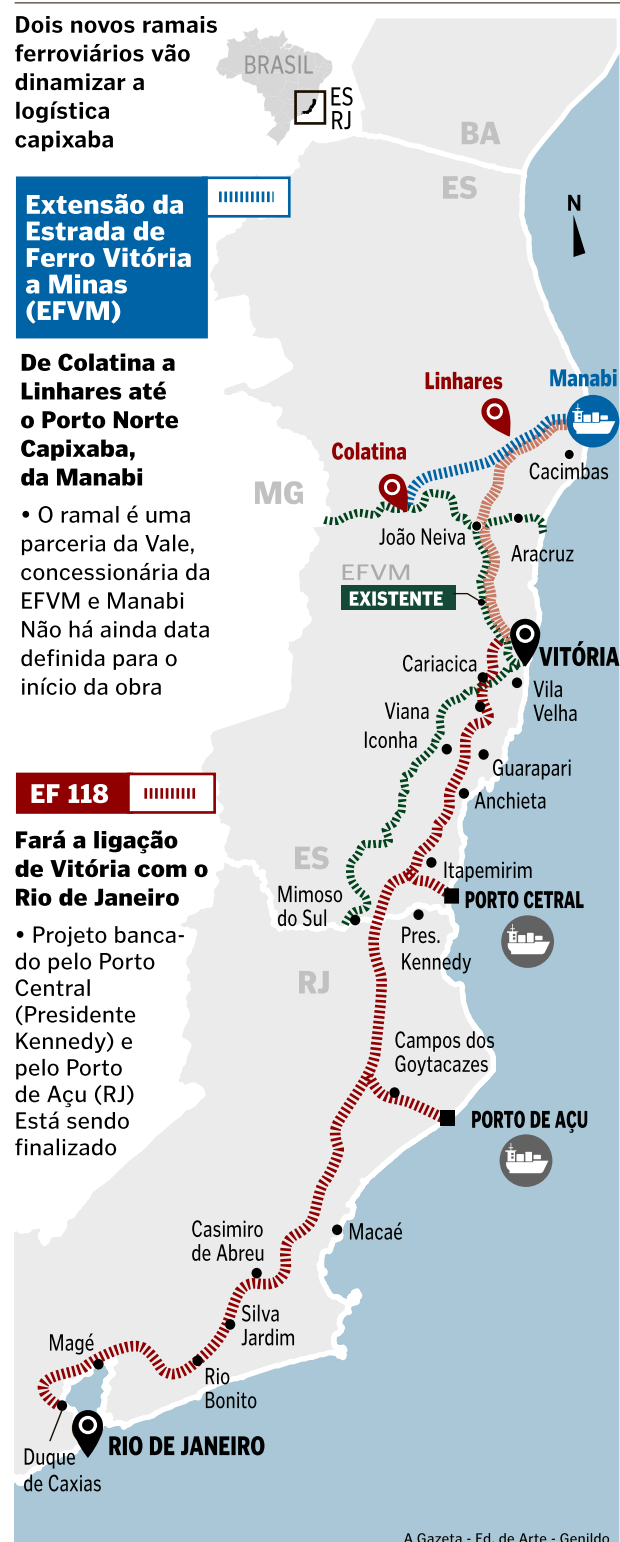 Dois novos ramais
ferroviários vão
dinamizar a
logística
capixaba
BRASIL
ES
RJ
BA
ES
N
Extensão da
Estrada de
Ferro Vitória
a Minas
(EFVM)
De Colatina a
Linhares até
o Porto Norte
Capixaba,
da Manabi
• O ramal é uma
parceria da Vale,
concessionária da
EFVM e Manabi
Não há ainda data
definida para o
início da obra
Linhares
Manabi
Colatina
Cacimbas
MG
João Neiva
Aracruz
EFVM
EXISTENTE
VITÓRIA
Cariacica
Vila
Velha
Viana
Iconha
Guarapari
Anchieta
EF 118
Fará a ligação
de Vitória com o
Rio de Janeiro
• Projeto banca-
do pelo Porto
Central
(Presidente
Kennedy) e
pelo Porto
de Açu (RJ)
Está sendo
finalizado
ES
Itapemirim
Mimoso
do Sul
PORTO CETRAL
Pres.
Kennedy
RJ
Campos dos
Goytacazes
PORTO DE AÇU
Casimiro
de Abreu
Macaé
Silva
Jardim
Magé
Rio
Bonito
RIO DE JANEIRO
Duque
de Caxias
A Gazeta - Ed. de Arte - Genildo